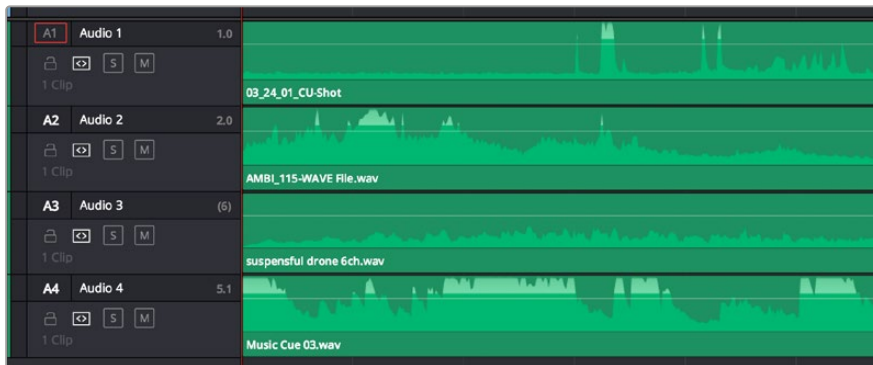 A1 Audio 1 1.0
S M
1 Clip
03_24_01_CU-Shot
A2 Audio 2 2.0
S M
1 Clip
AMBI_115-WAVE File.wav
A3 Audio 3 (6)
S M
1 Clip
suspensful drone 6ch.wav
A4 Audio 4 5.1
S M
1 Clip
Music Cue 03.wav